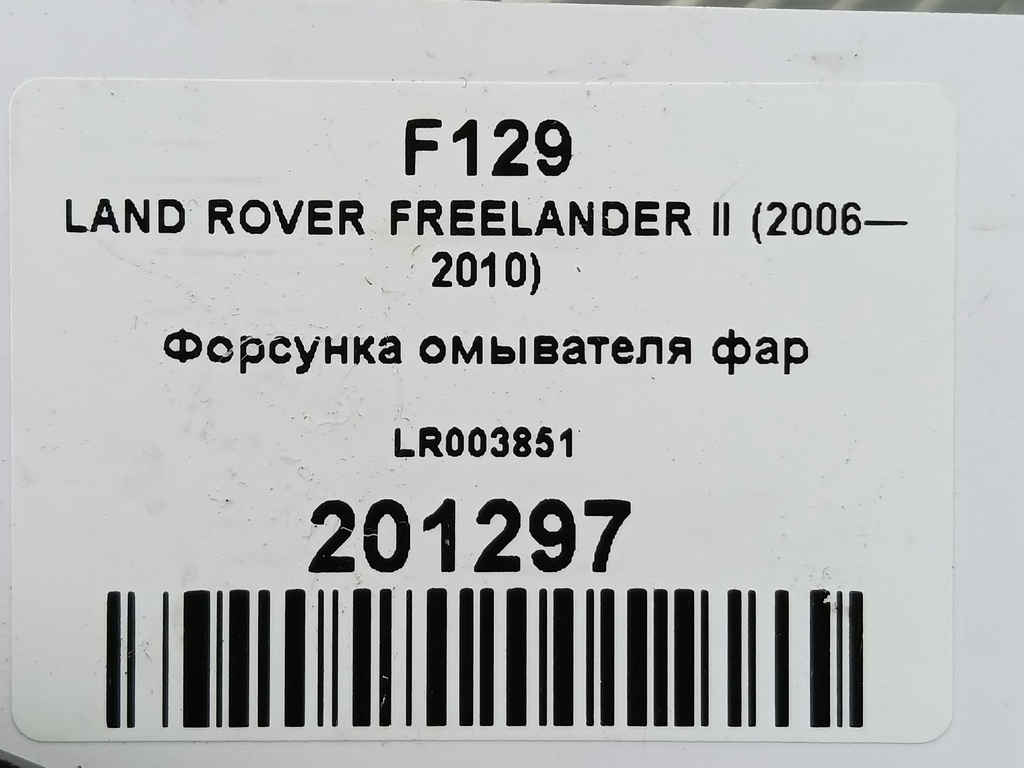 F129
LAND ROVER FREELANDER II (2006—
2010)
Форсунка омывателя фар
LR003851
201297